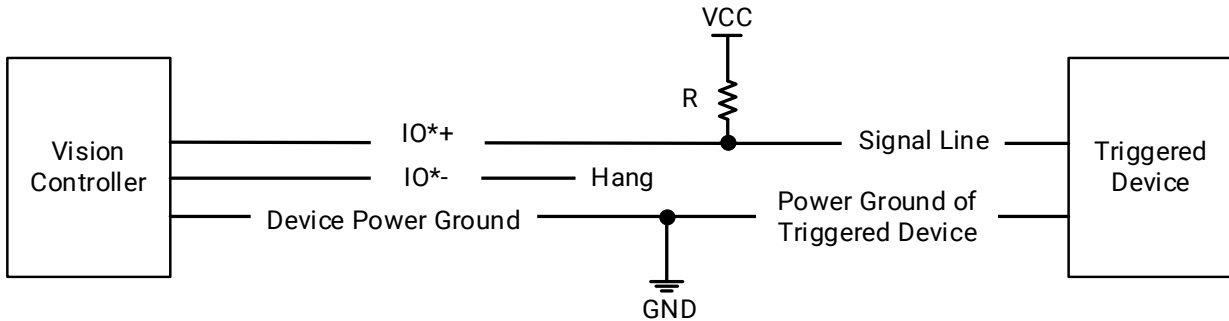 VCC
R
IO*+
Signal Line
Vision
Controller
Triggered
Device
IO*-
Hang
Device Power Ground
Power Ground of
Triggered Device
GND